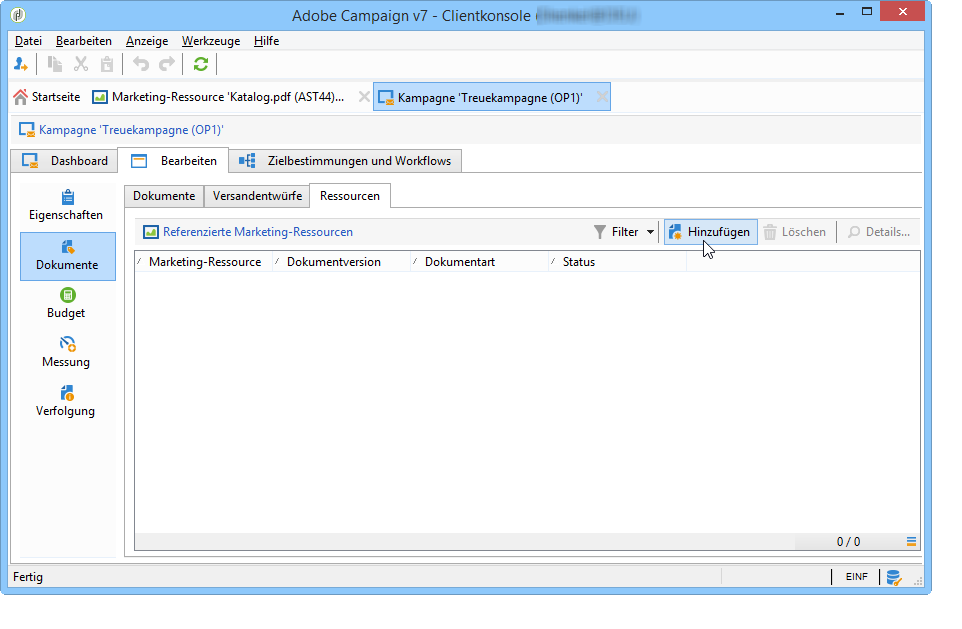 Adobe Campaign v7 - Clientkonsole
Datei Bearbeiten Anzeige Werkzeuge Hilfe
Startseite Marketing-Ressource 'Katalog.pdf (AST44)... Kampagne 'Treuekampagne (OP1)'
Kampagne 'Treuekampagne (OP1)'
Dashboard Bearbeiten Zielbestimmungen und Workflows
Dokumente Versandentwürfe Ressourcen
Eigenschaften
Dokumente
Budget
Messung
Verfolgung
Referenzierte Marketing-Ressourcen Filter Hinzufügen Löschen Details...
Marketing-Ressource Dokumentversion Dokumentart Status
0 / 0
Fertig EINF